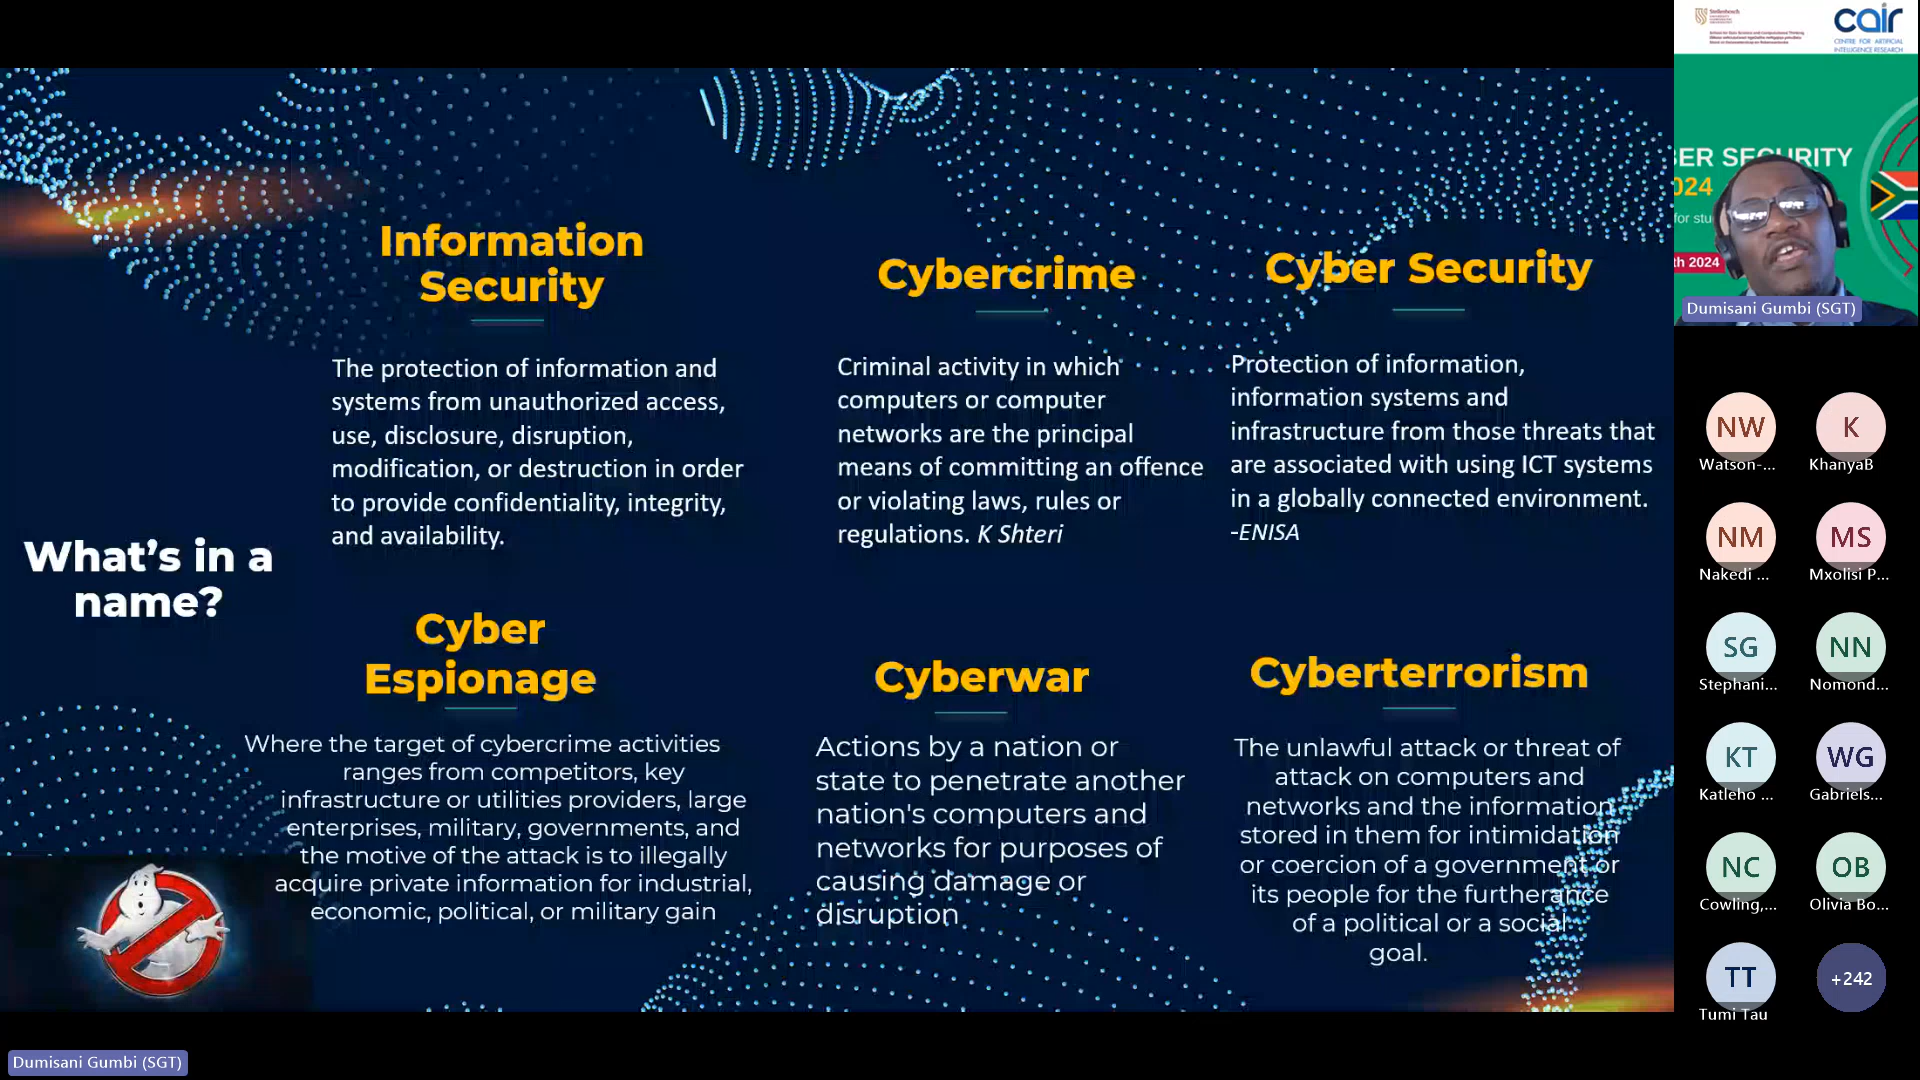 What's in a
name?
Information
Security
The protection of information and
systems from unauthorized access,
use, disclosure, disruption,
modification, or destruction in order
to provide confidentiality, integrity,
and availability.
Cybercrime
Criminal activity in which
computers or computer
networks are the principal
means of committing an offence
or violating laws, rules or
regulations. K Shteri
Cyber Security
Protection of information,
information systems and
infrastructure from those threats that
are associated with using ICT systems
in a globally connected environment.
-ENISA
Cyber
Espionage
Where the target of cybercrime activities
ranges from competitors, key
infrastructure or utilities providers, large
enterprises, military, governments, and
the motive of the attack is to illegally
acquire private information for industrial,
economic, political, or military gain
Cyberwar
Actions by a nation or
state to penetrate another
nation's computers and
networks for purposes of
causing damage or
disruption
Cyberterrorism
The unlawful attack or threat of
attack on computers and
networks and the information
stored in them for intimidation
or coercion of a government or
its people for the furtherance
of a political or a social
goal.
cair
CENTRE FOR ARTIFICIAL
INTELLIGENCE RESEARCH
BER SECURITY
024
for stu
th 2024
Dumisani Gumbi (SGT)
NW
Watson-...
K
KhanyaB
NM
Nakedi ...
MS
Mxolisi P...
SG
Stephani...
NN
Nomond...
KT
Katleho ...
WG
Gabriels...
NC
Cowling,...
OB
Olivia Bo...
TT
Tumi Tau
+242
Dumisani Gumbi (SGT)